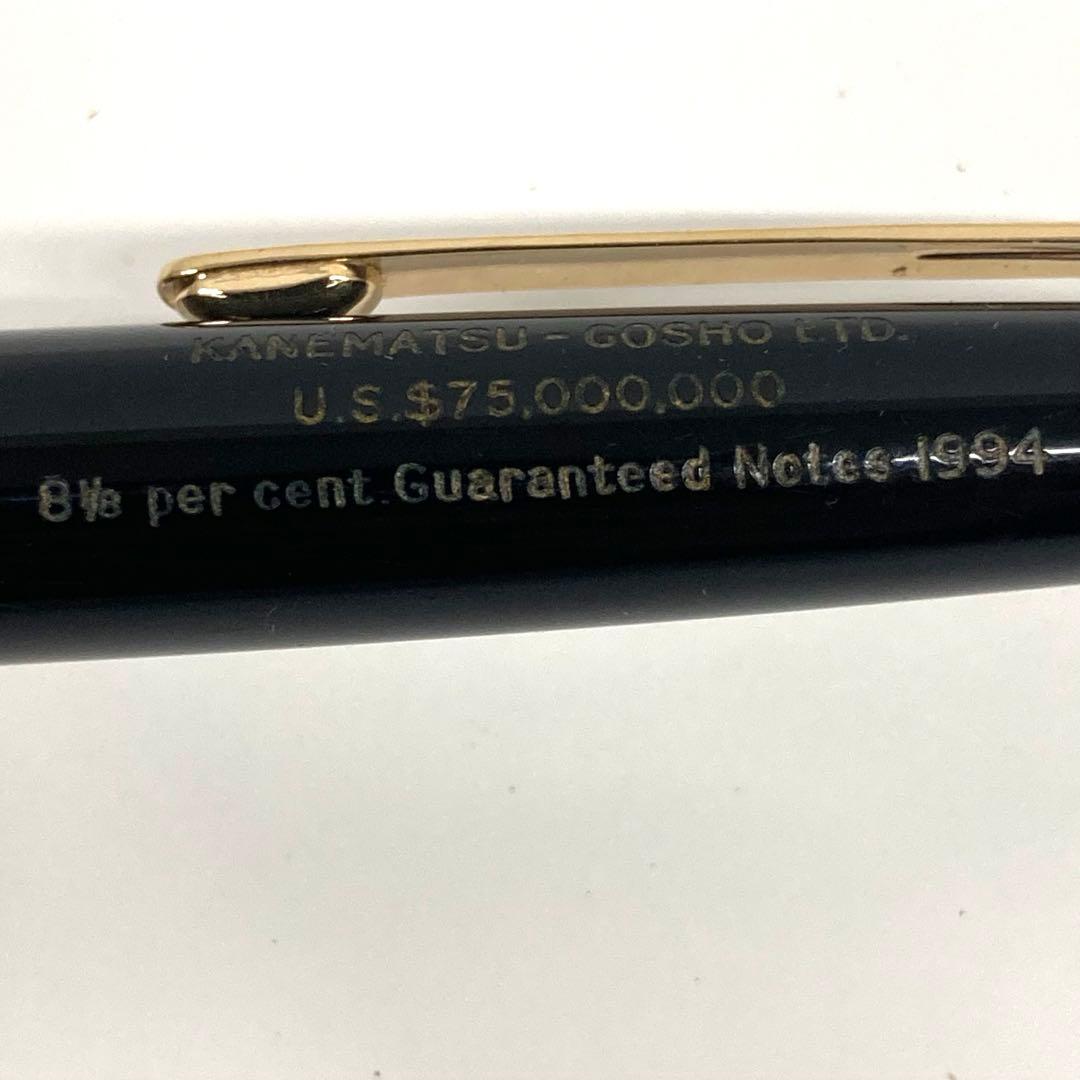 KANEMATSU - GOSHO LTD.
U.S.$75,000,000
8⅛ per cent. Guaranteed Notes 1994